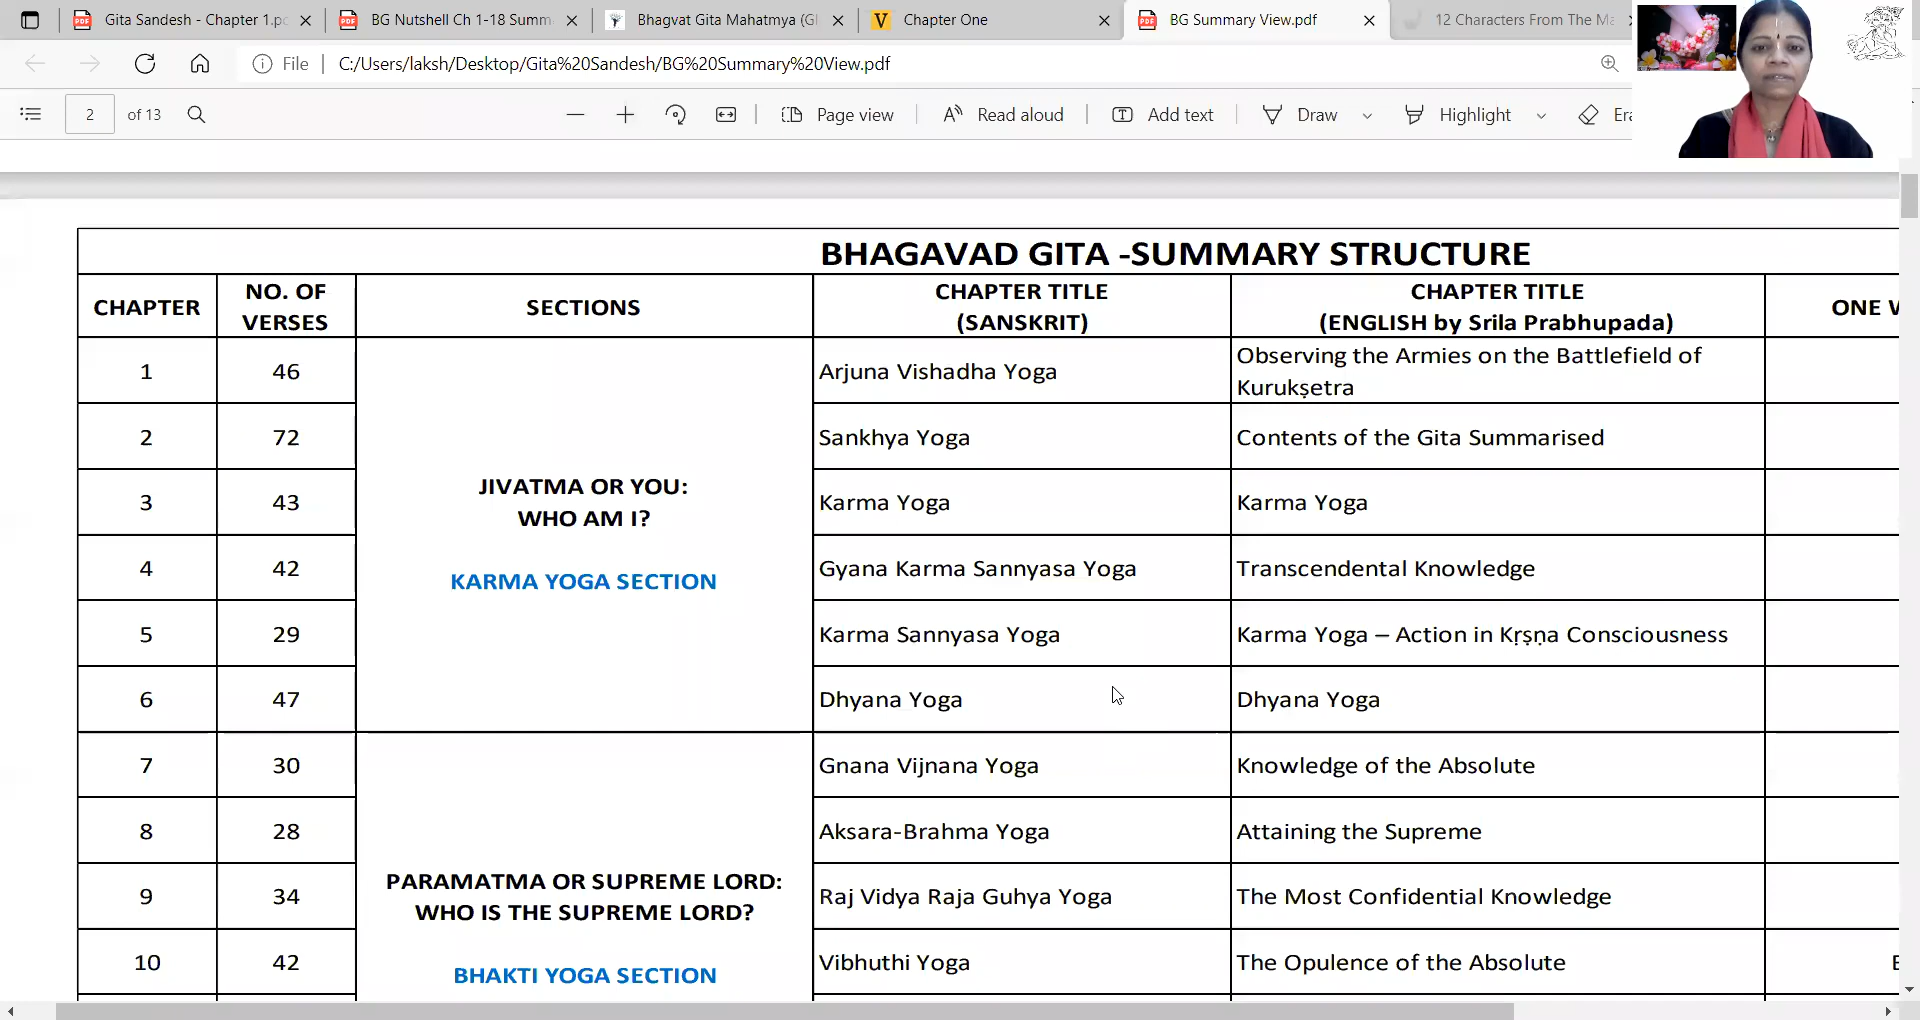 Gita Sandesh - Chapter 1.pd
BG Nutshell Ch 1-18 Summ
Bhagvat Gita Mahatmya (Gl
Chapter One
BG Summary View.pdf
12 Characters From The Ma
File
C:/Users/laksh/Desktop/Gita%20Sandesh/BG%20Summary%20View.pdf
2 of 13
Page view
Read aloud
Add text
Draw
Highlight
Era
BHAGAVAD GITA -SUMMARY STRUCTURE
CHAPTER
NO. OF
VERSES
SECTIONS
CHAPTER TITLE
(SANSKRIT)
CHAPTER TITLE
(ENGLISH by Srila Prabhupada)
ONE W
1 46 Arjuna Vishadha Yoga Observing the Armies on the Battlefield of
Kurukṣetra
2 72 Sankhya Yoga Contents of the Gita Summarised
JIVATMA OR YOU:
WHO AM I?
3 43 Karma Yoga Karma Yoga
4 42 Gyana Karma Sannyasa Yoga Transcendental Knowledge
KARMA YOGA SECTION
5 29 Karma Sannyasa Yoga Karma Yoga – Action in Kṛṣṇa Consciousness
6 47 Dhyana Yoga Dhyana Yoga
7 30 Gnana Vijnana Yoga Knowledge of the Absolute
8 28 Aksara-Brahma Yoga Attaining the Supreme
PARAMATMA OR SUPREME LORD:
WHO IS THE SUPREME LORD?
9 34 Raj Vidya Raja Guhya Yoga The Most Confidential Knowledge
10 42 Vibhuthi Yoga The Opulence of the Absolute
BHAKTI YOGA SECTION